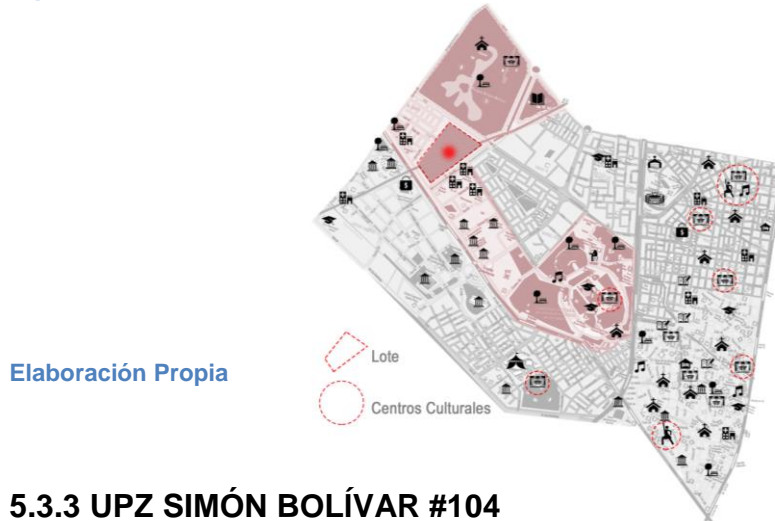 Lote
Elaboración Propia
Centros Culturales
5.3.3 UPZ SIMÓN BOLÍVAR #104